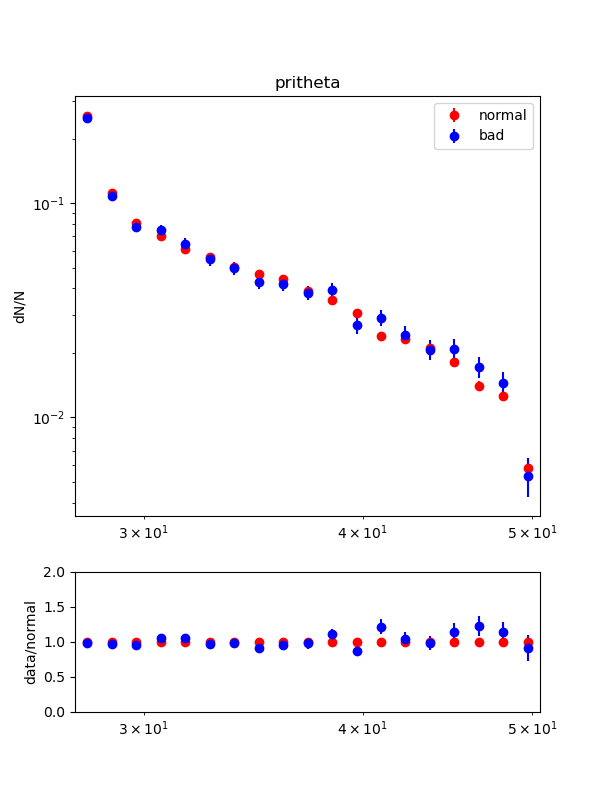 pritheta
normal
bad
10⁻¹
dN/N
10⁻²
3 × 10¹
4 × 10¹
5 × 10¹
2.0
1.5
data/normal
1.0
0.5
0.0
3 × 10¹
4 × 10¹
5 × 10¹